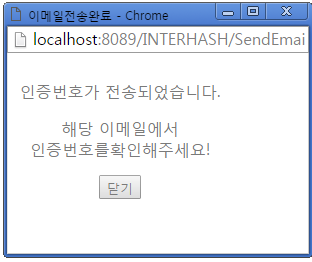 이메일전송완료 - Chrome
localhost:8089/INTERHASH/SendEmai
인증번호가 전송되었습니다.
해당 이메일에서
인증번호를확인해주세요!
닫기